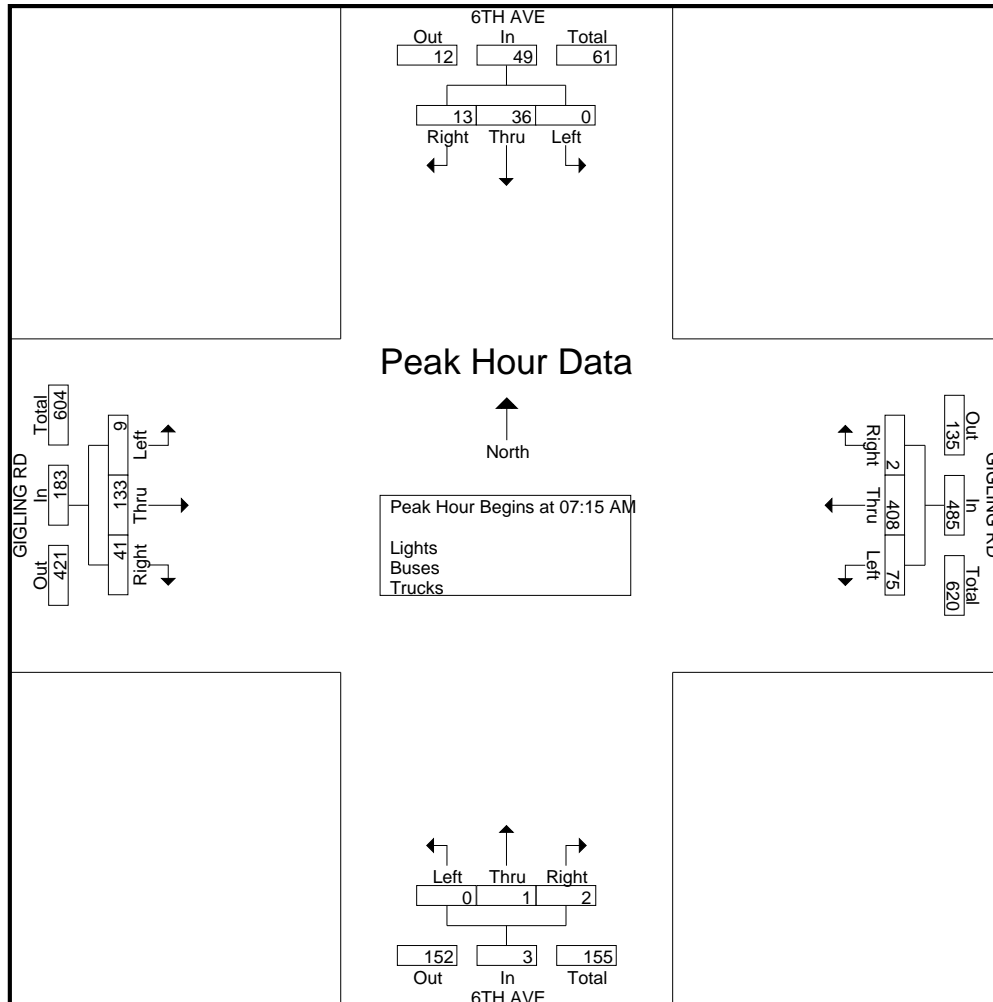 6TH AVE
Out In Total
12 49 61
13 36 0
Right Thru Left
Peak Hour Data
North
Peak Hour Begins at 07:15 AM
Lights
Buses
Trucks
GIGLING RD
Out In Total
421 183 604
9 133 41
Left Thru Right
GIGLING RD
Out In Total
135 485 620
2 408 75
Right Thru Left
Left Thru Right
0 1 2
152 3 155
Out In Total
6TH AVE